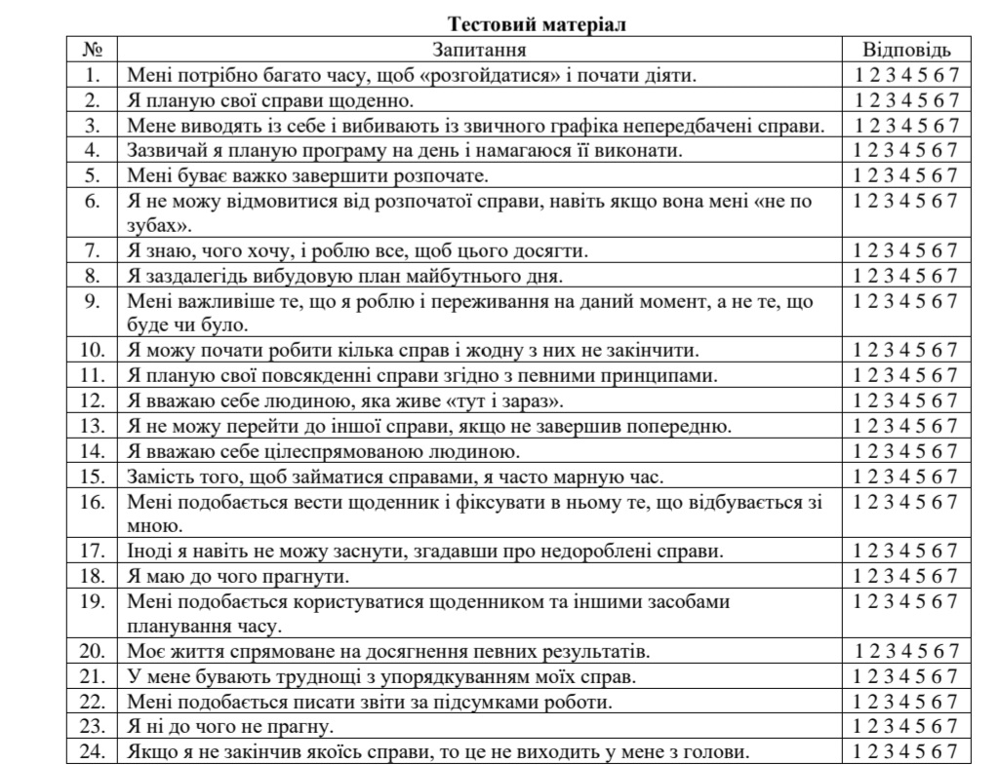 Тестовий матеріал
№ Запитання Відповідь
1. Мені потрібно багато часу, щоб «розгойдатися» і почати діяти. 1 2 3 4 5 6 7
2. Я планую свої справи щоденно. 1 2 3 4 5 6 7
3. Мене виводять із себе і вибивають із звичного графіка непередбачені справи. 1 2 3 4 5 6 7
4. Зазвичай я планую програму на день і намагаюся її виконати. 1 2 3 4 5 6 7
5. Мені буває важко завершити розпочате. 1 2 3 4 5 6 7
6. Я не можу відмовитися від розпочатої справи, навіть якщо вона мені «не по 1 2 3 4 5 6 7
зубах».
7. Я знаю, чого хочу, і роблю все, щоб цього досягти. 1 2 3 4 5 6 7
8. Я заздалегідь вибудовую план майбутнього дня. 1 2 3 4 5 6 7
9. Мені важливіше те, що я роблю і переживання на даний момент, а не те, що 1 2 3 4 5 6 7
буде чи було.
10. Я можу почати робити кілька справ і жодну з них не закінчити. 1 2 3 4 5 6 7
11. Я планую свої повсякденні справи згідно з певними принципами. 1 2 3 4 5 6 7
12. Я вважаю себе людиною, яка живе «тут і зараз». 1 2 3 4 5 6 7
13. Я не можу перейти до іншої справи, якщо не завершив попередню. 1 2 3 4 5 6 7
14. Я вважаю себе цілеспрямованою людиною. 1 2 3 4 5 6 7
15. Замість того, щоб займатися справами, я часто марную час. 1 2 3 4 5 6 7
16. Мені подобається вести щоденник і фіксувати в ньому те, що відбувається зі 1 2 3 4 5 6 7
мною.
17. Іноді я навіть не можу заснути, згадавши про недороблені справи. 1 2 3 4 5 6 7
18. Я маю до чого прагнути. 1 2 3 4 5 6 7
19. Мені подобається користуватися щоденником та іншими засобами 1 2 3 4 5 6 7
планування часу.
20. Моє життя спрямоване на досягнення певних результатів. 1 2 3 4 5 6 7
21. У мене бувають труднощі з упорядкуванням моїх справ. 1 2 3 4 5 6 7
22. Мені подобається писати звіти за підсумками роботи. 1 2 3 4 5 6 7
23. Я ні до чого не прагну. 1 2 3 4 5 6 7
24. Якщо я не закінчив якоїсь справи, то це не виходить у мене з голови. 1 2 3 4 5 6 7